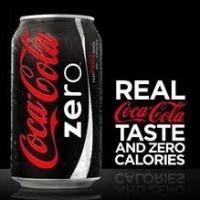 Coca-Cola
zero
REAL
Coca-Cola
TASTE
AND ZERO
CALORIES